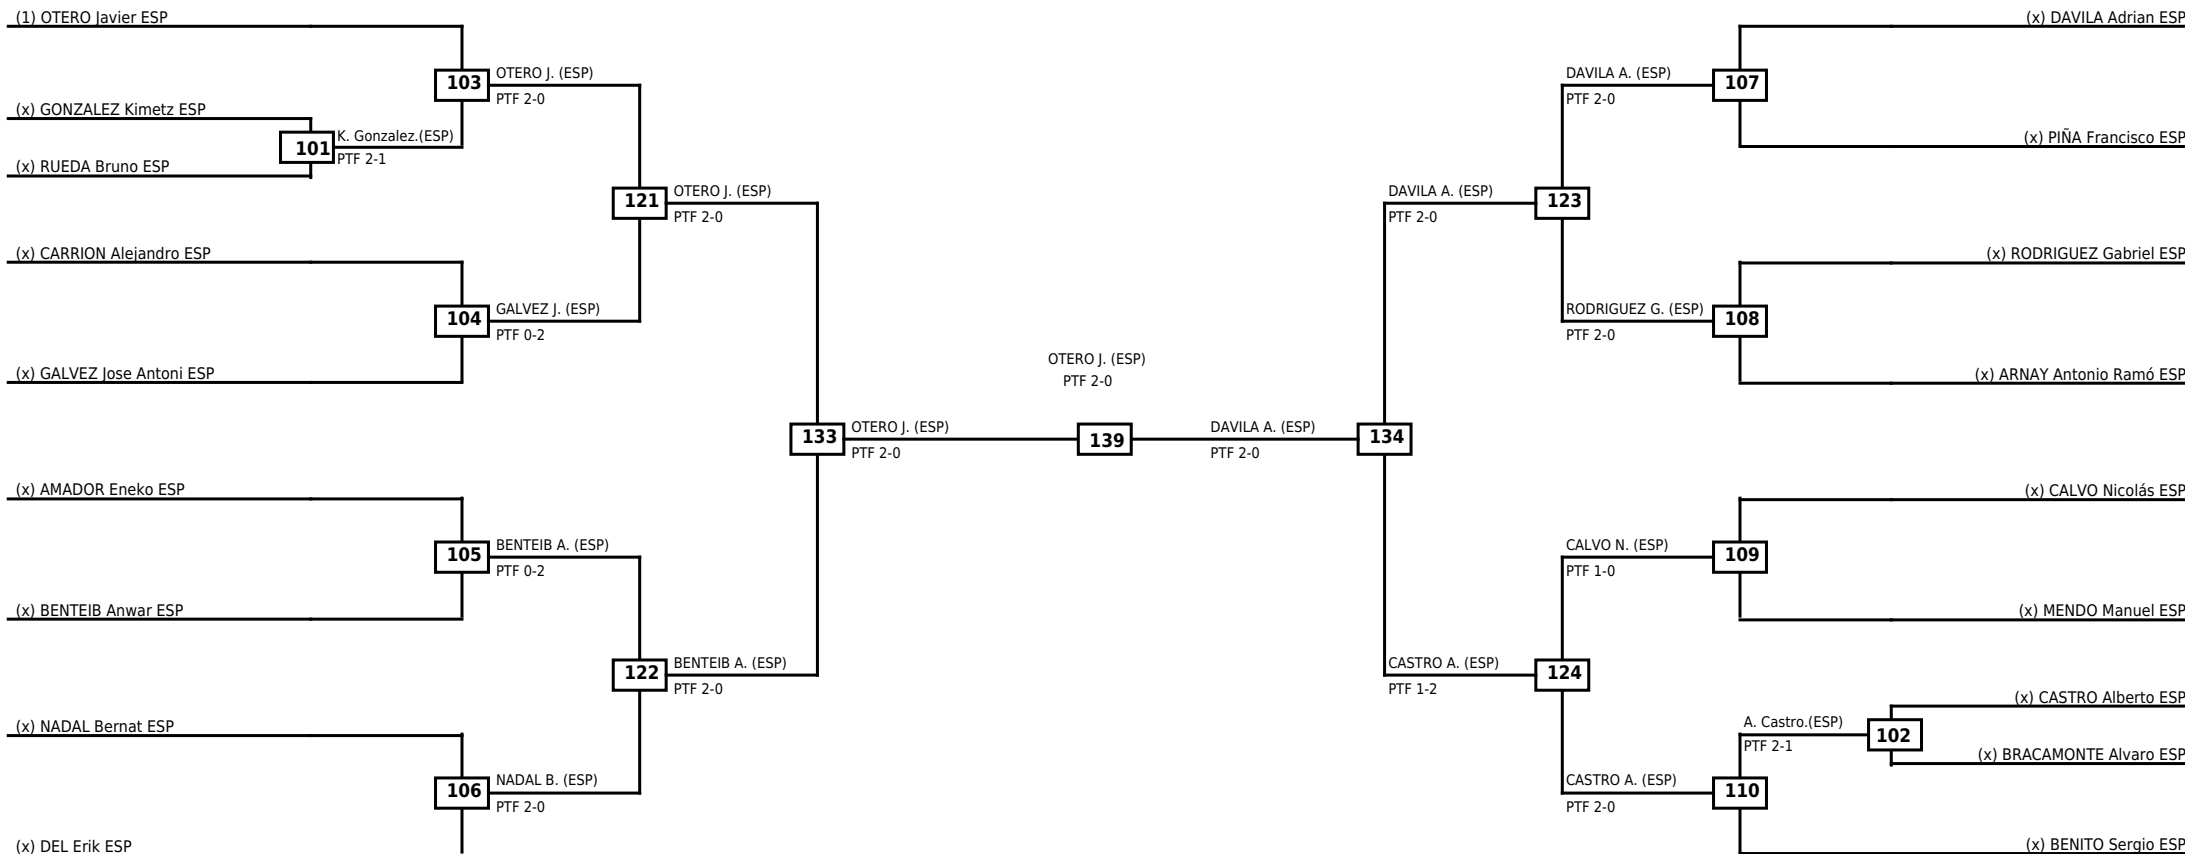 (1) OTERO Javier ESP
(x) GONZALEZ Kimetz ESP
(x) RUEDA Bruno ESP
(x) CARRION Alejandro ESP
(x) GALVEZ Jose Antoni ESP
(x) AMADOR Eneko ESP
(x) BENTEIB Anwar ESP
(x) NADAL Bernat ESP
(x) DEL Erik ESP
101
K. Gonzalez.(ESP)
PTF 2-1
103
OTERO J. (ESP)
PTF 2-0
104
GALVEZ J. (ESP)
PTF 0-2
105
BENTEIB A. (ESP)
PTF 0-2
106
NADAL B. (ESP)
PTF 2-0
121
OTERO J. (ESP)
PTF 2-0
122
BENTEIB A. (ESP)
PTF 2-0
133
OTERO J. (ESP)
PTF 2-0
OTERO J. (ESP)
PTF 2-0
139
DAVILA A. (ESP)
PTF 2-0
134
DAVILA A. (ESP)
PTF 2-0
123
CASTRO A. (ESP)
PTF 1-2
124
DAVILA A. (ESP)
PTF 2-0
107
RODRIGUEZ G. (ESP)
PTF 2-0
108
CALVO N. (ESP)
PTF 1-0
109
CASTRO A. (ESP)
PTF 2-0
110
A. Castro.(ESP)
PTF 2-1
102
(x) DAVILA Adrian ESP
(x) PIÑA Francisco ESP
(x) RODRIGUEZ Gabriel ESP
(x) ARNAY Antonio Ramó ESP
(x) CALVO Nicolás ESP
(x) MENDO Manuel ESP
(x) CASTRO Alberto ESP
(x) BRACAMONTE Alvaro ESP
(x) BENITO Sergio ESP